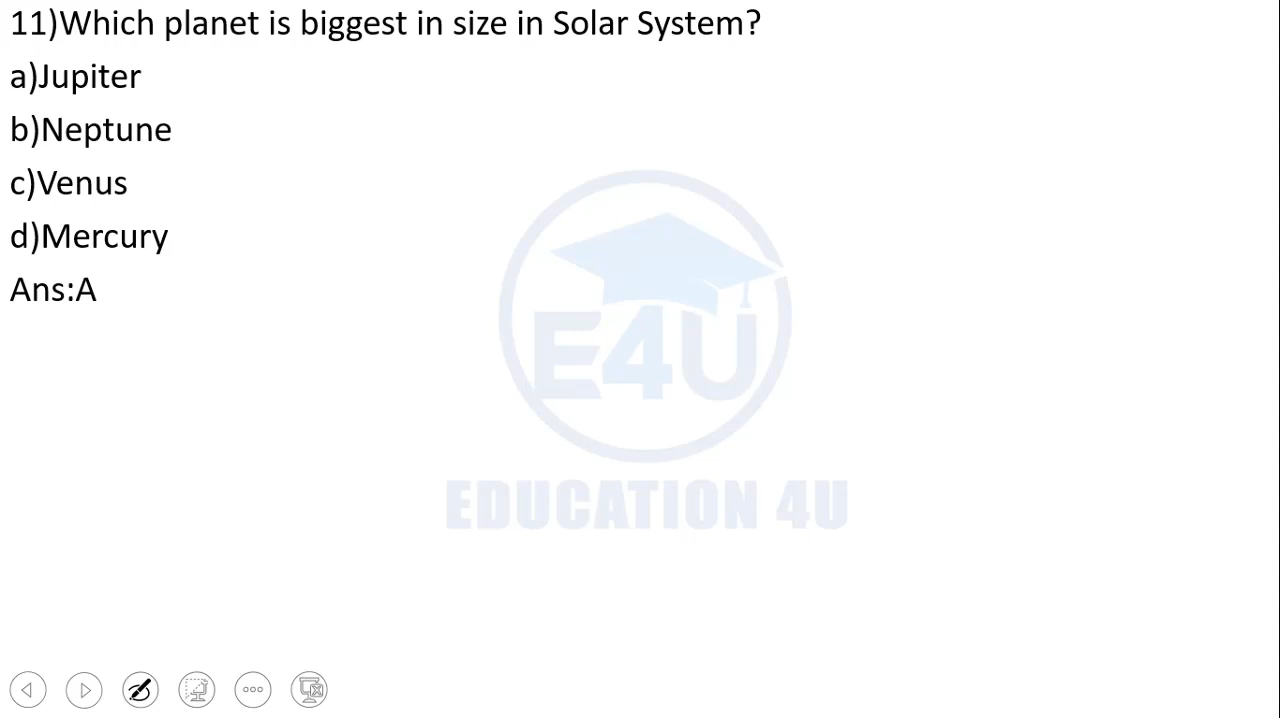 11)Which planet is biggest in size in Solar System?
a)Jupiter
b)Neptune
c)Venus
d)Mercury
Ans:A
E4U
EDUCATION 4U